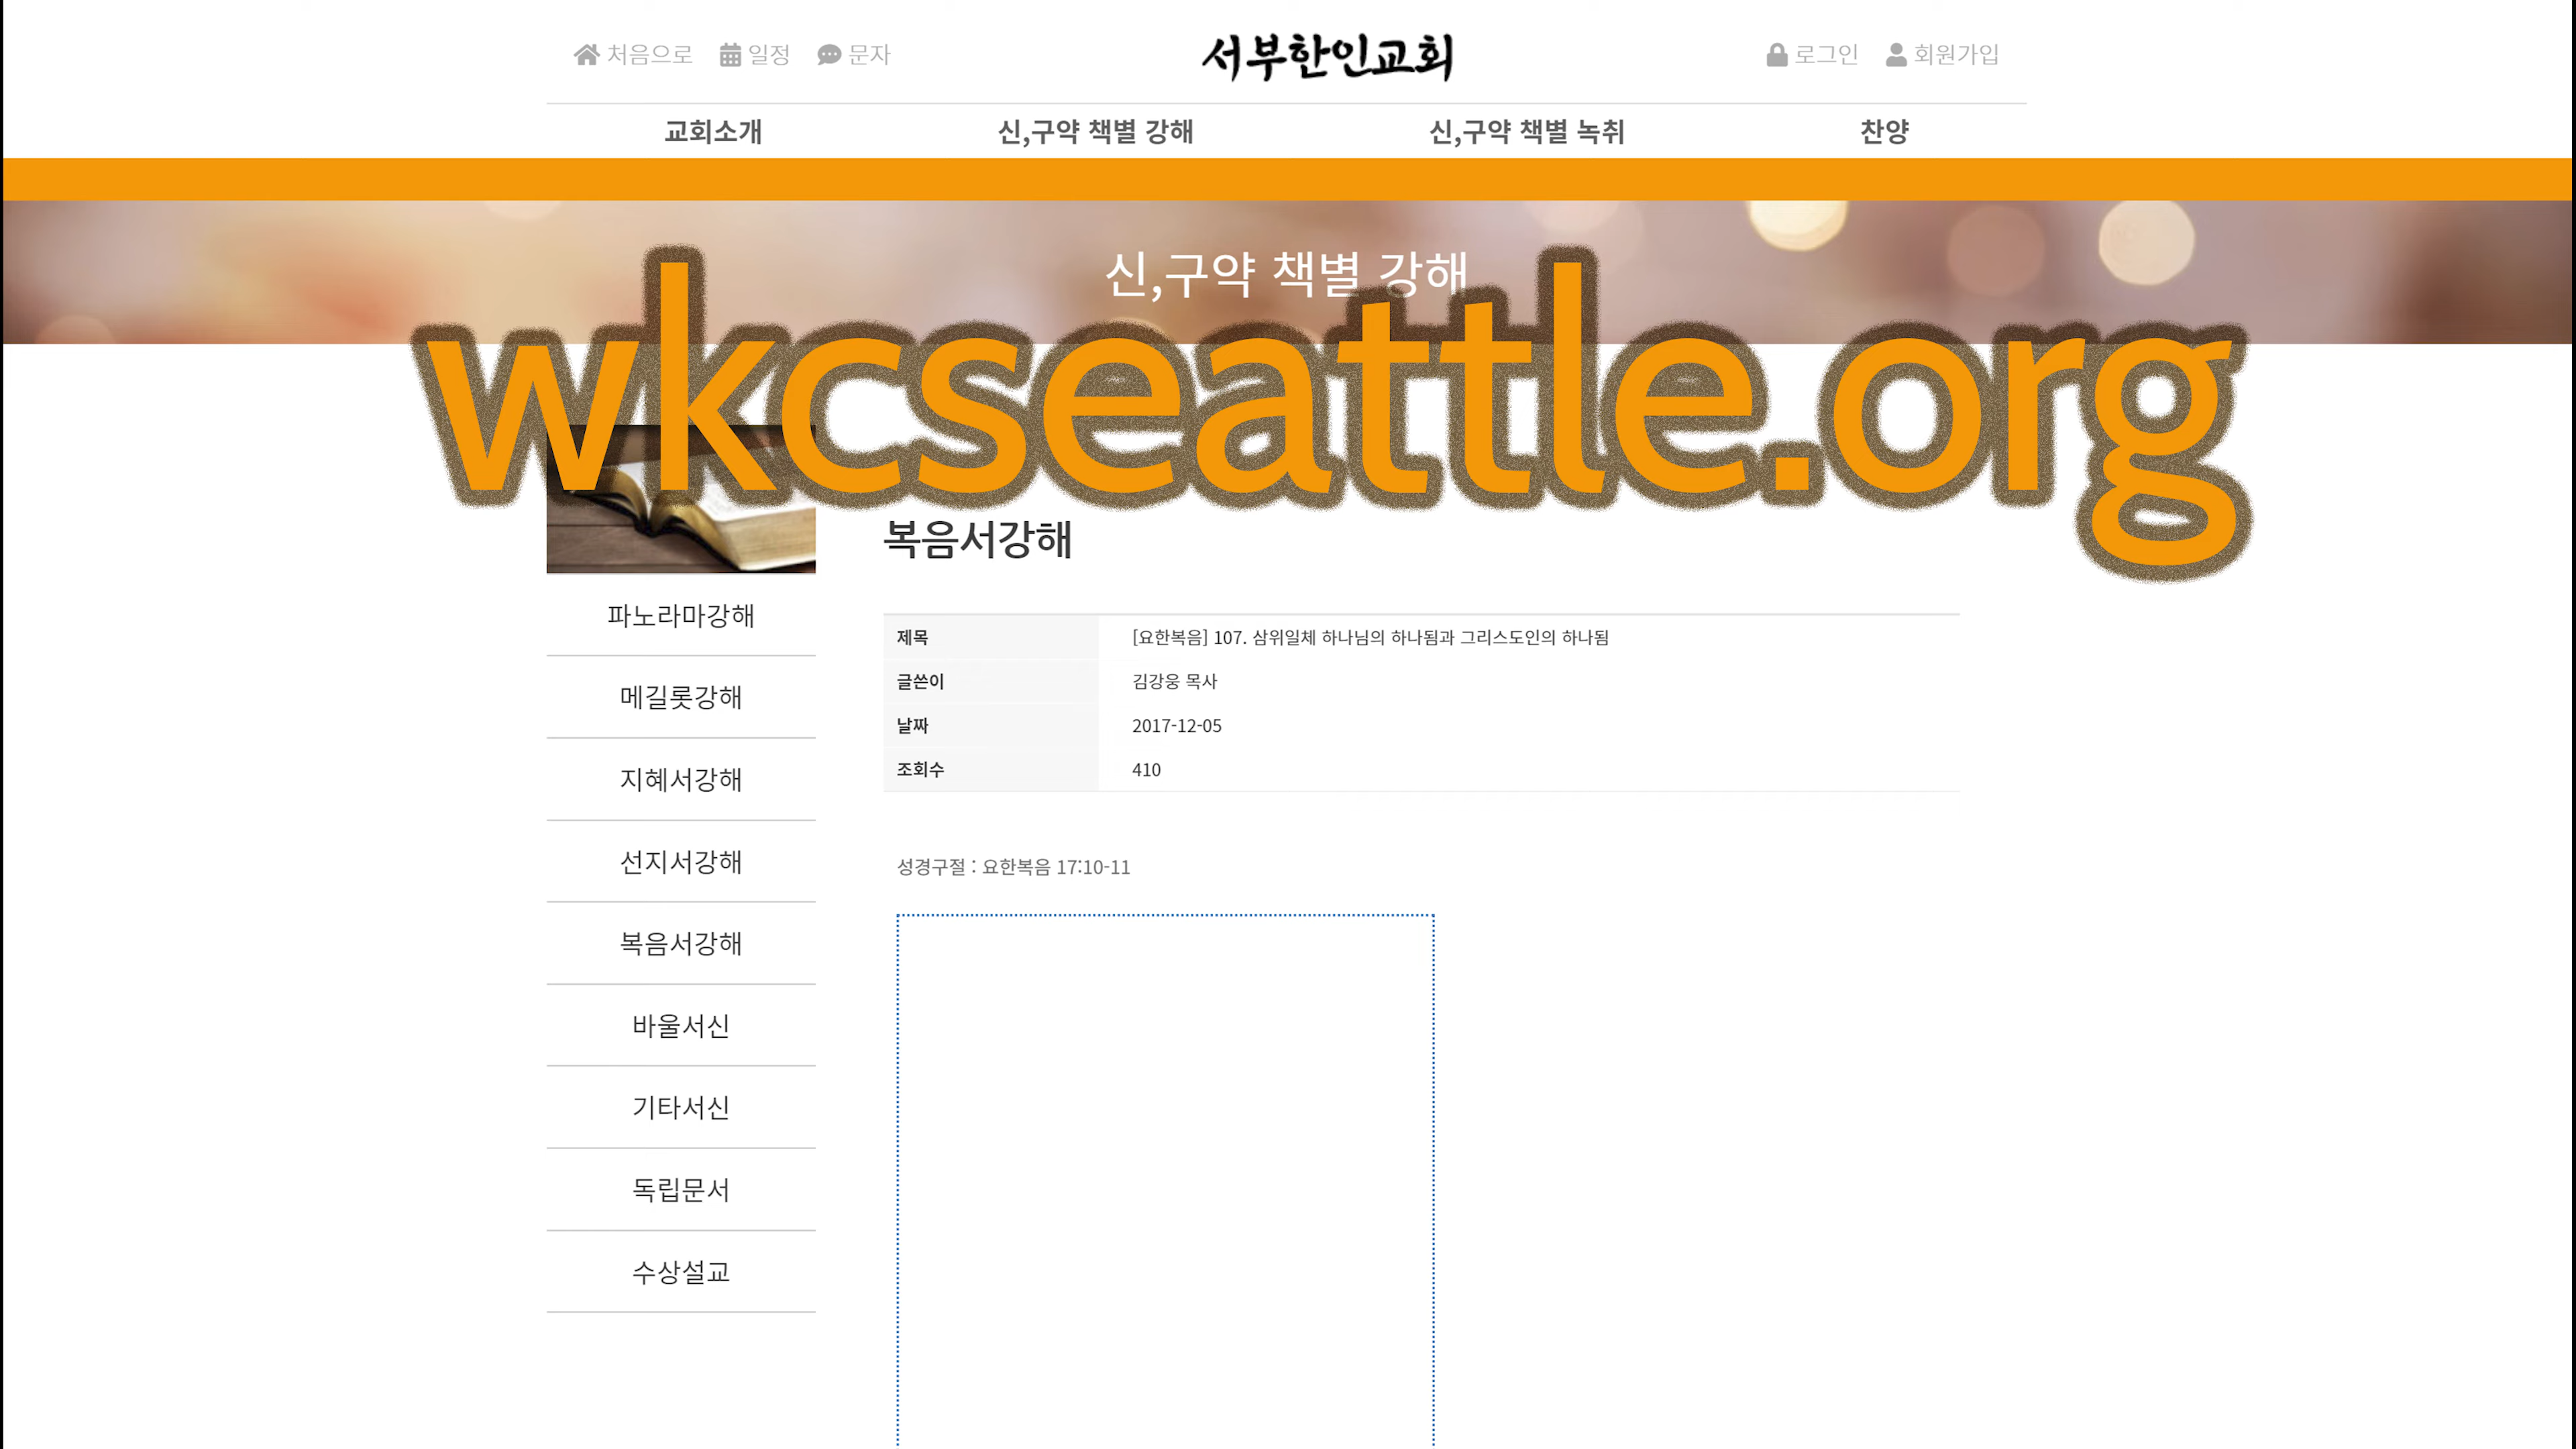 처음으로 일정 문자 서부한인교회 로그인 회원가입
교회소개 신,구약 책별 강해 신,구약 책별 녹취 찬양
신,구약 책별 강해
wkcseattle.org
복음서강해
파노라마강해
메길롯강해
지혜서강해
선지서강해
복음서강해
바울서신
기타서신
독립문서
수상설교
제목 [요한복음] 107. 삼위일체 하나님의 하나됨과 그리스도인의 하나됨
글쓴이 김강웅 목사
날짜 2017-12-05
조회수 410
성경구절 : 요한복음 17:10-11